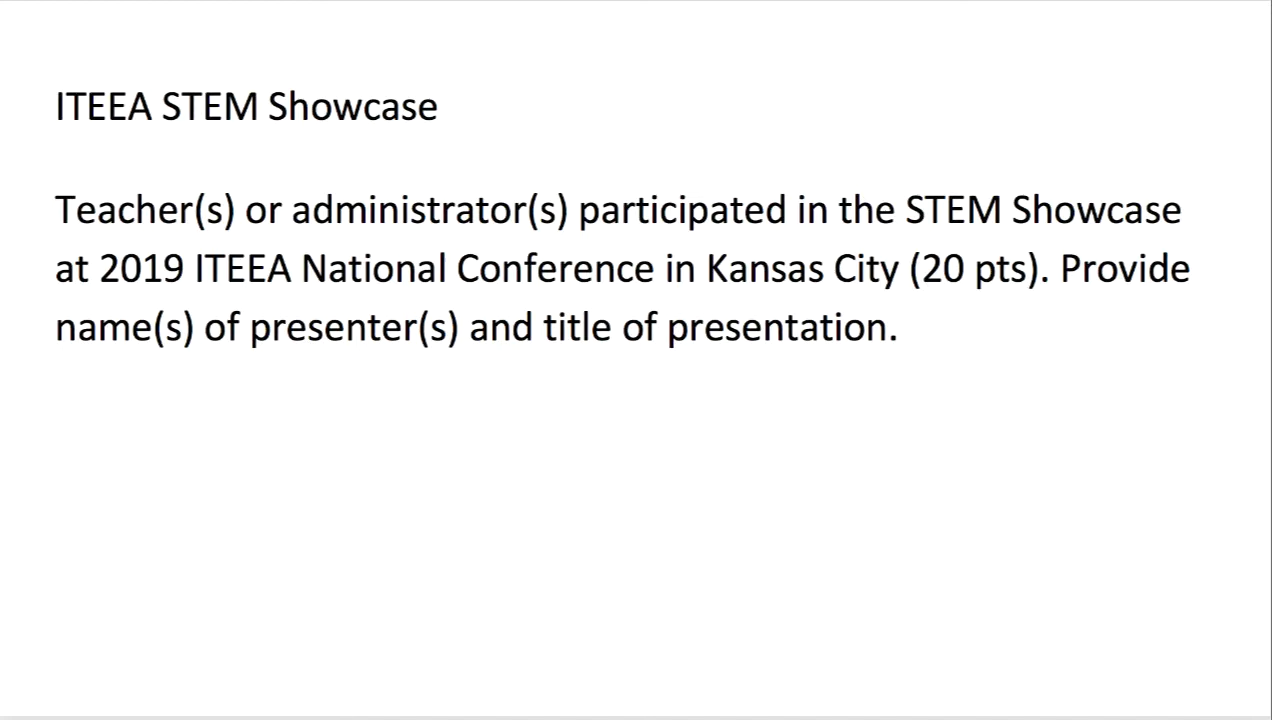 ITEEA STEM Showcase
Teacher(s) or administrator(s) participated in the STEM Showcase
at 2019 ITEEA National Conference in Kansas City (20 pts). Provide
name(s) of presenter(s) and title of presentation.